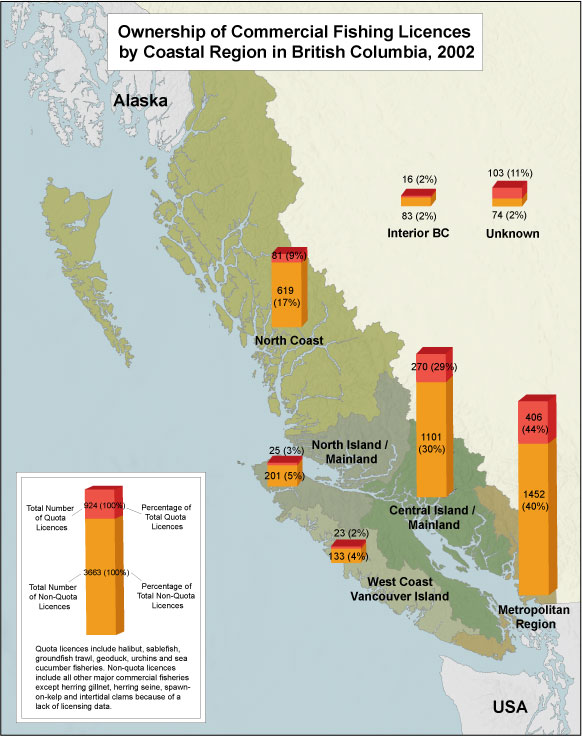 Ownership of Commercial Fishing Licences
by Coastal Region in British Columbia, 2002
Alaska
16 (2%)
83 (2%)
Interior BC
103 (11%)
74 (2%)
Unknown
81 (9%)
619
(17%)
North Coast
270 (29%)
1101
(30%)
Central Island /
Mainland
406
(44%)
1452
(40%)
Metropolitan
Region
North Island /
Mainland
25 (3%)
201 (5%)
23 (2%)
133 (4%)
West Coast
Vancouver Island
USA
924 (100%)
Total Number
of Quota
Licences
Percentage of
Total Quota
Licences
3663 (100%)
Total Number
of Non-Quota
Licences
Percentage of
Total Non-Quota
Licences
Quota licences include halibut, sablefish,
groundfish trawl, geoduck, urchins and sea
cucumber fisheries. Non-quota licences
include all other major commercial fisheries
except herring gillnet, herring seine, spawn-
on-kelp and intertidal clams because of a
lack of licensing data.